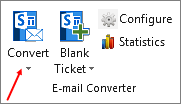 Convert
Blank
Ticket
Configure
Statistics
E-mail Converter